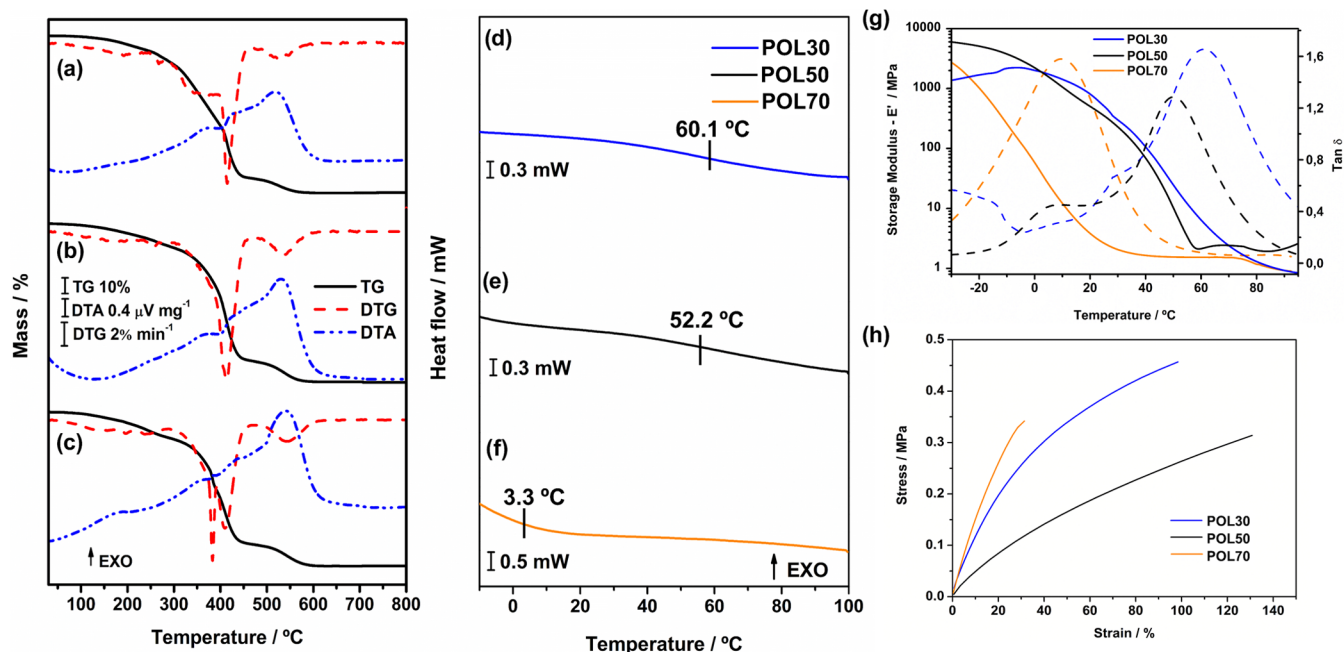 (a)
(b)
TG 10%
DTA 0.4 µV mg-1
DTG 2% min-1
TG
DTG
DTA
(c)
EXO
Mass / %
50 100 200 300 400 500 600 700 800
Temperature / ºC
(d)
POL30
POL50
POL70
60.1 ºC
0.3 mW
(e)
52.2 ºC
0.3 mW
(f)
3.3 ºC
0.5 mW
EXO
Heat flow / mW
0 20 40 60 80 100
Temperature / ºC
(g)
POL30
POL50
POL70
10000
1000
100
10
1
Storage Modulus - E' / MPa
1,6
1,2
0,8
0,4
0,0
Tan δ
-20 0 20 40 60 80
Temperature / ºC
(h)
0.5
0.4
0.3
0.2
0.1
0.0
Stress / MPa
POL30
POL50
POL70
0 20 40 60 80 100 120 140
Strain / %